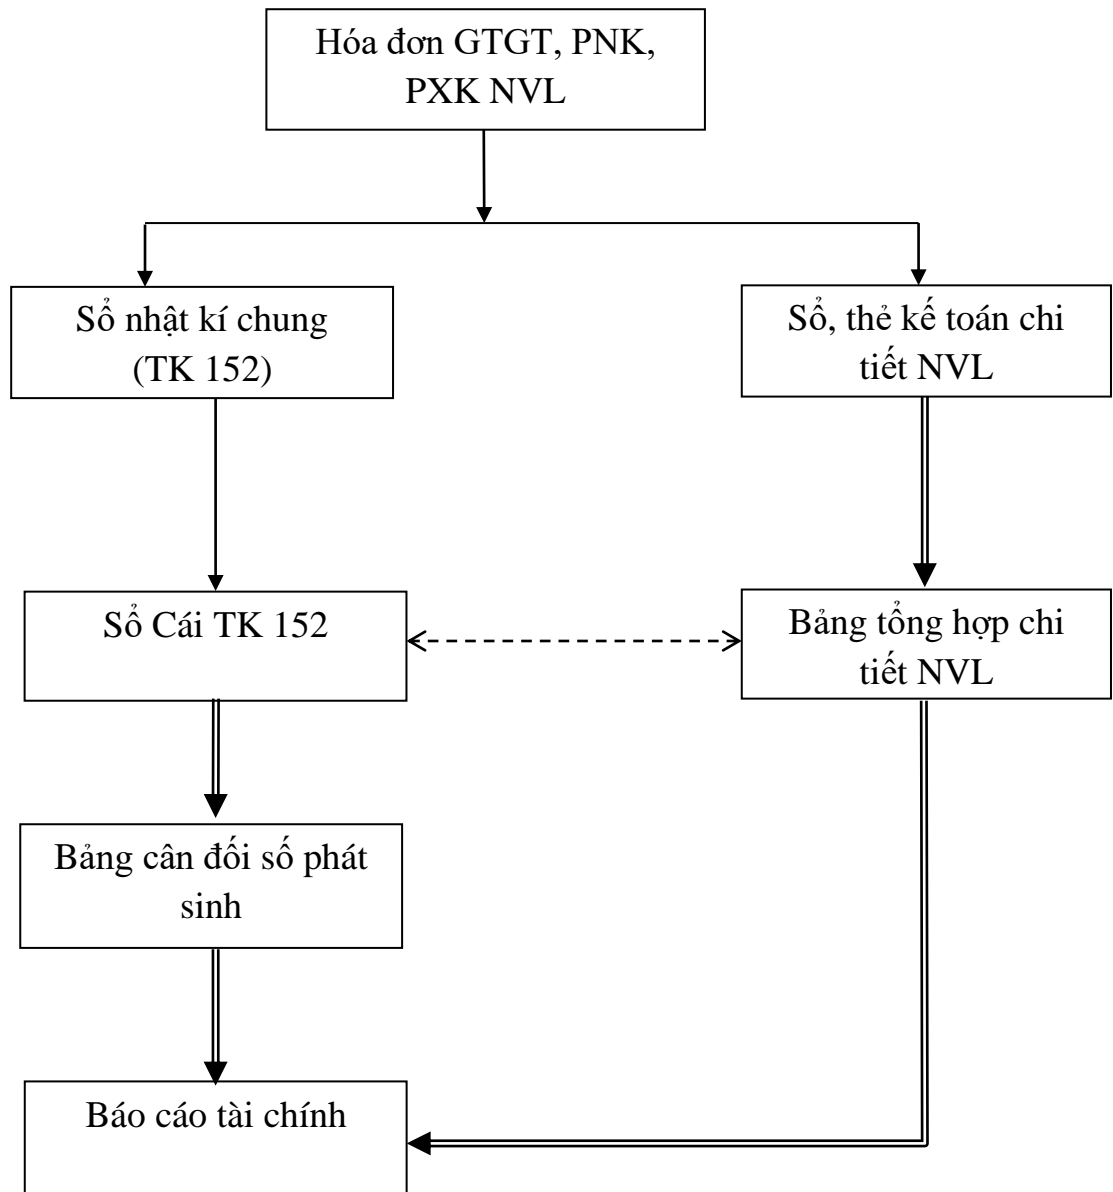 Hóa đơn GTGT, PNK,
PXK NVL
Sổ nhật kí chung
(TK 152)
Sổ, thẻ kế toán chi
tiết NVL
Sổ Cái TK 152
Bảng tổng hợp chi
tiết NVL
Bảng cân đối số phát
sinh
Báo cáo tài chính